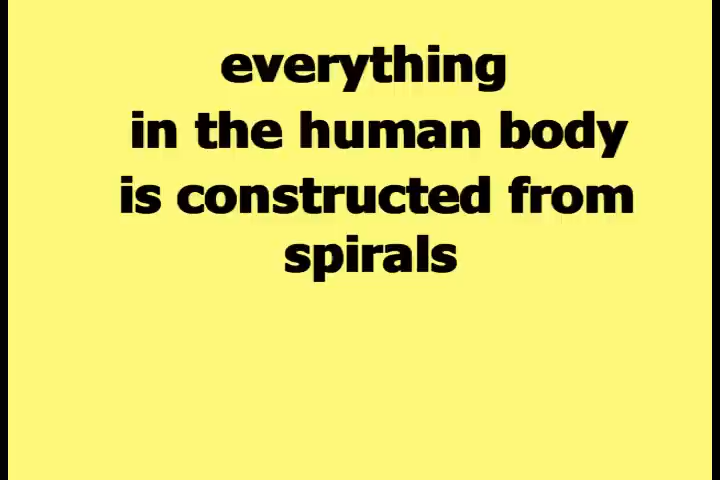 everything
in the human body
is constructed from
spirals